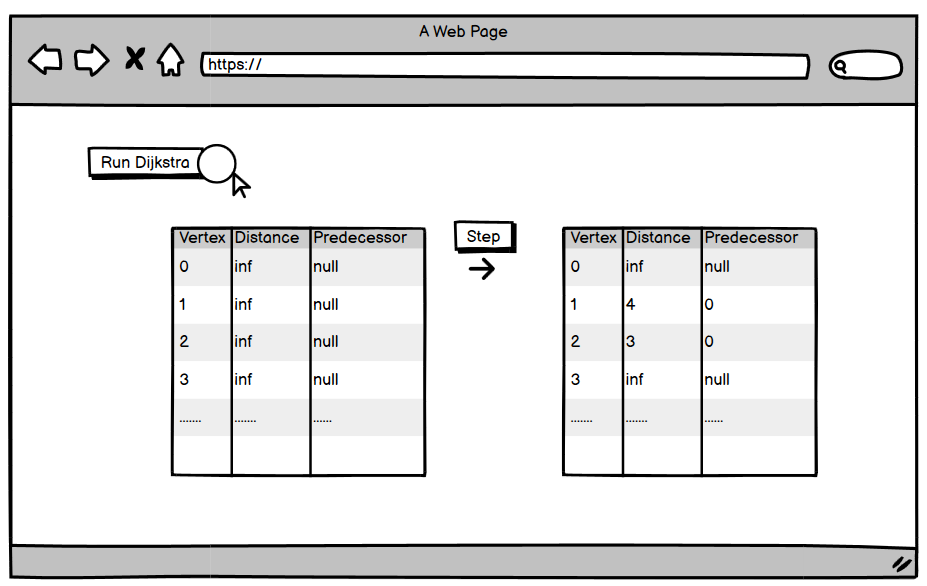 A Web Page
https://
Run Dijkstra
Step
Vertex Distance Predecessor
0 inf null
1 inf null
2 inf null
3 inf null
....... ....... ......
Vertex Distance Predecessor
0 inf null
1 4 0
2 3 0
3 inf null
....... ....... ......